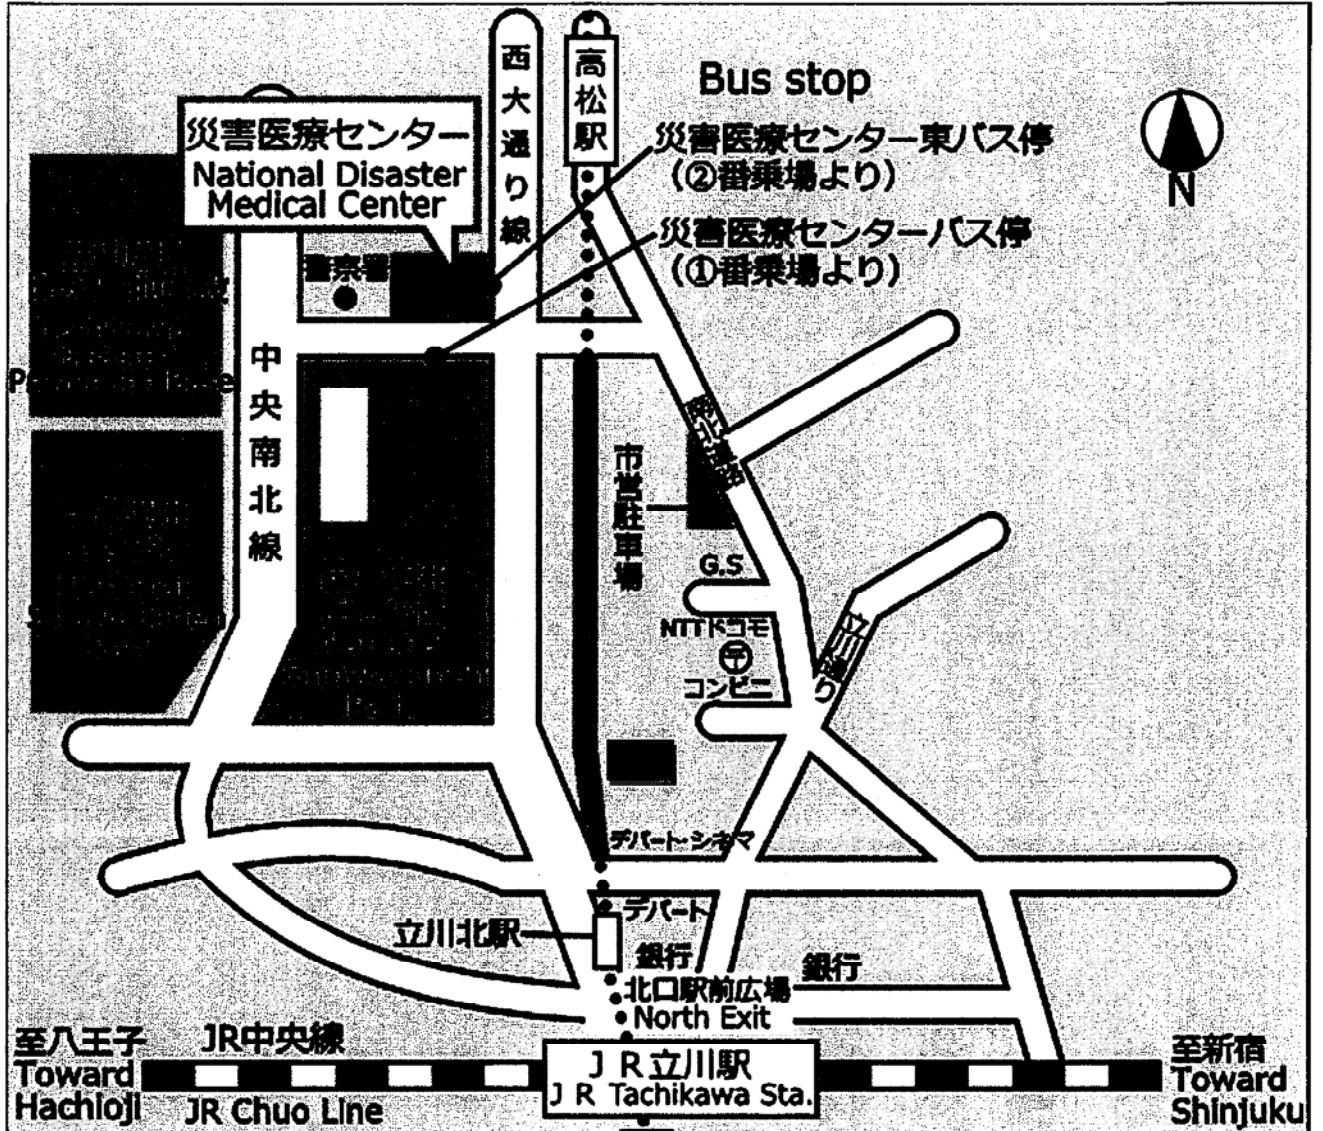 西大通り線
高松駅
Bus stop
災害医療センター
National Disaster
Medical Center
災害医療センター東バス停
(②番乗場より)
N
災害医療センターバス停
(①番乗場より)
警察署
中央南北線
市営駐車場
G.S
NTTドコモ
〒
コンビニ
立川通り
デパート・シネマ
デパート
立川北駅
銀行
銀行
北口駅前広場
North Exit
至八王子
Toward
Hachioji
JR中央線
JR Chuo Line
JR立川駅
JR Tachikawa Sta.
至新宿
Toward
Shinjuku